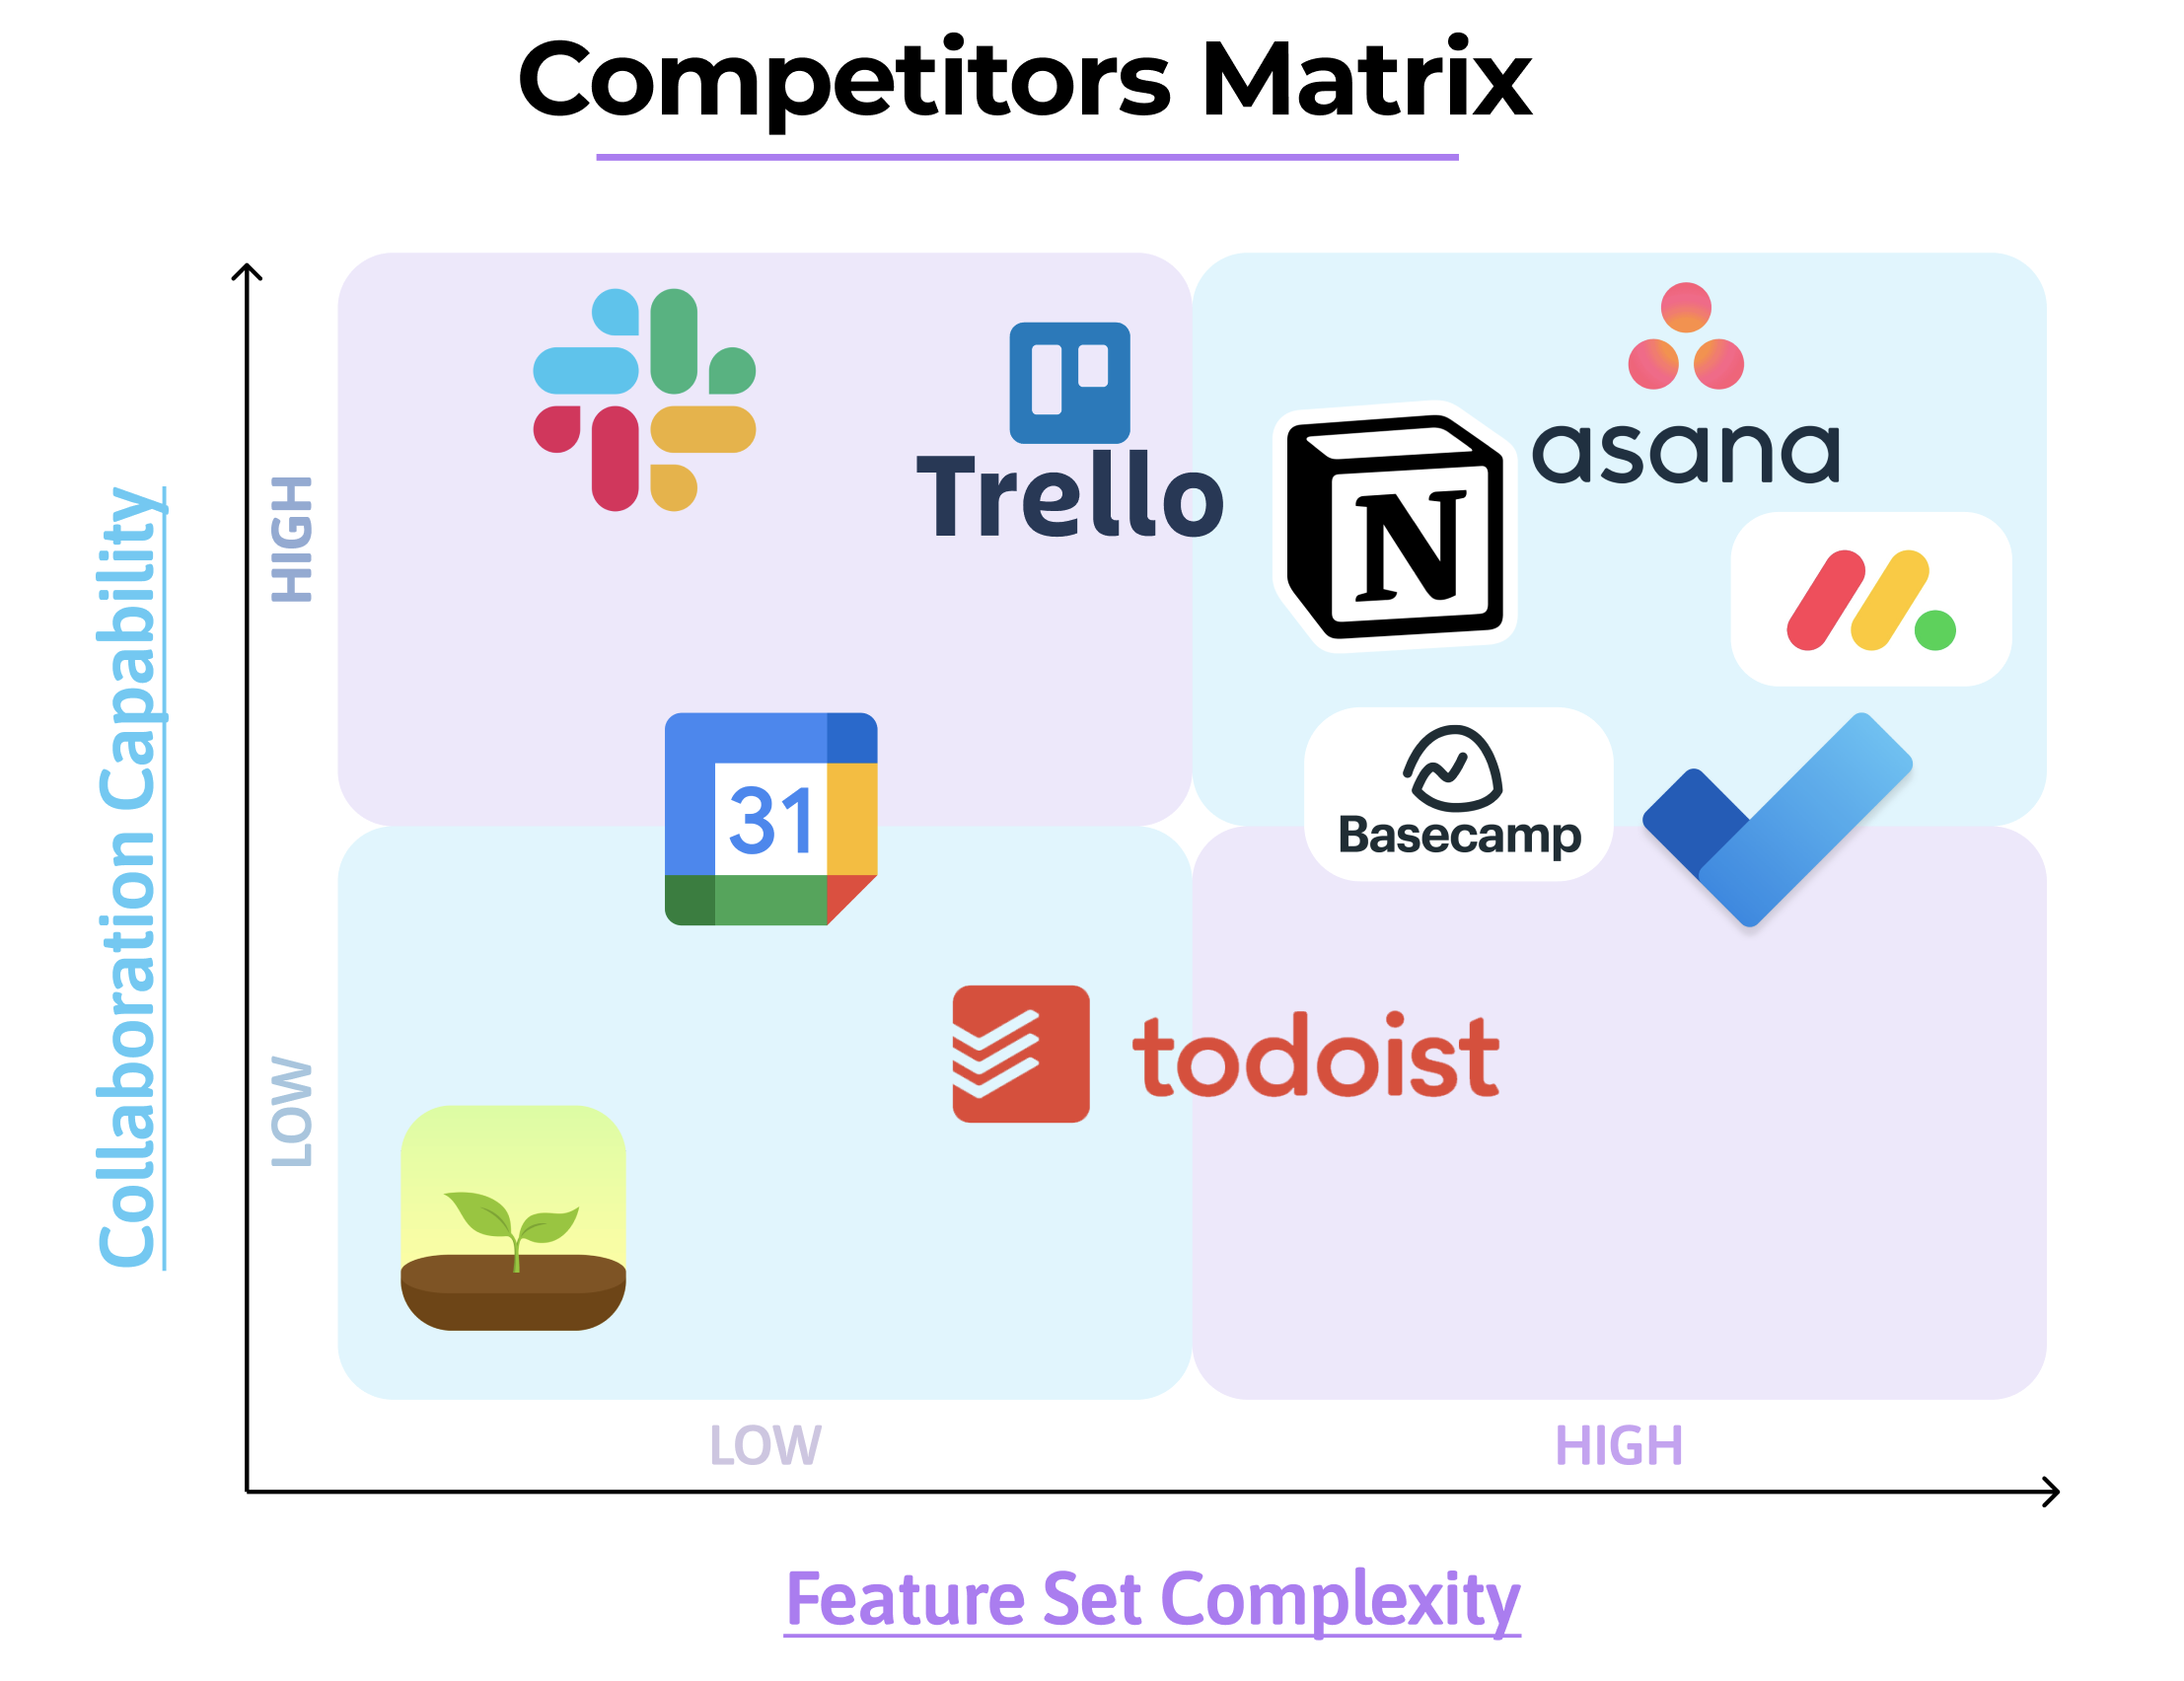 Competitors Matrix
Collaboration Capability
HIGH
LOW
Trello
asana
N
31
Basecamp
todoist
LOW
HIGH
Feature Set Complexity